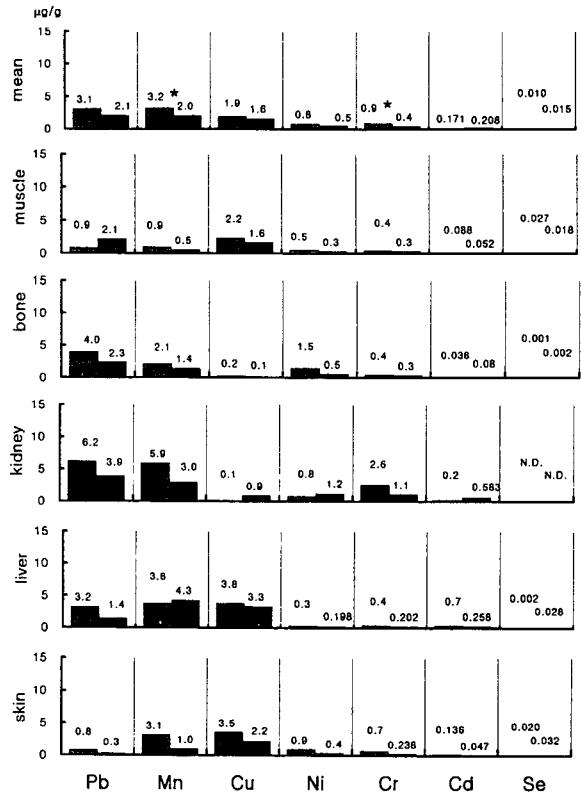 µg/g
mean
15
10
5
0
3.1 2.1 3.2 * 2.0 1.9 1.6 0.8 0.5 0.9 * 0.4 0.171 0.208 0.010 0.015
muscle
15
10
5
0
0.9 2.1 0.9 0.5 2.2 1.6 0.5 0.3 0.4 0.3 0.088 0.052 0.027 0.018
bone
10
5
0
4.0 2.3 2.1 1.4 0.2 0.1 1.5 0.5 0.4 0.3 0.038 0.08 0.001 0.002
kidney
15
10
5
0
6.2 3.9 5.9 3.0 0.1 0.9 0.8 1.2 2.6 1.1 0.2 0.583 N.D. N.D.
liver
15
10
5
0
3.2 1.4 3.8 4.3 3.8 3.3 0.3 0.198 0.4 0.202 0.7 0.258 0.002 0.028
skin
15
10
5
0
0.8 0.3 3.1 1.0 3.5 2.2 0.9 0.4 0.7 0.238 0.136 0.047 0.020 0.032
Pb Mn Cu Ni Cr Cd Se